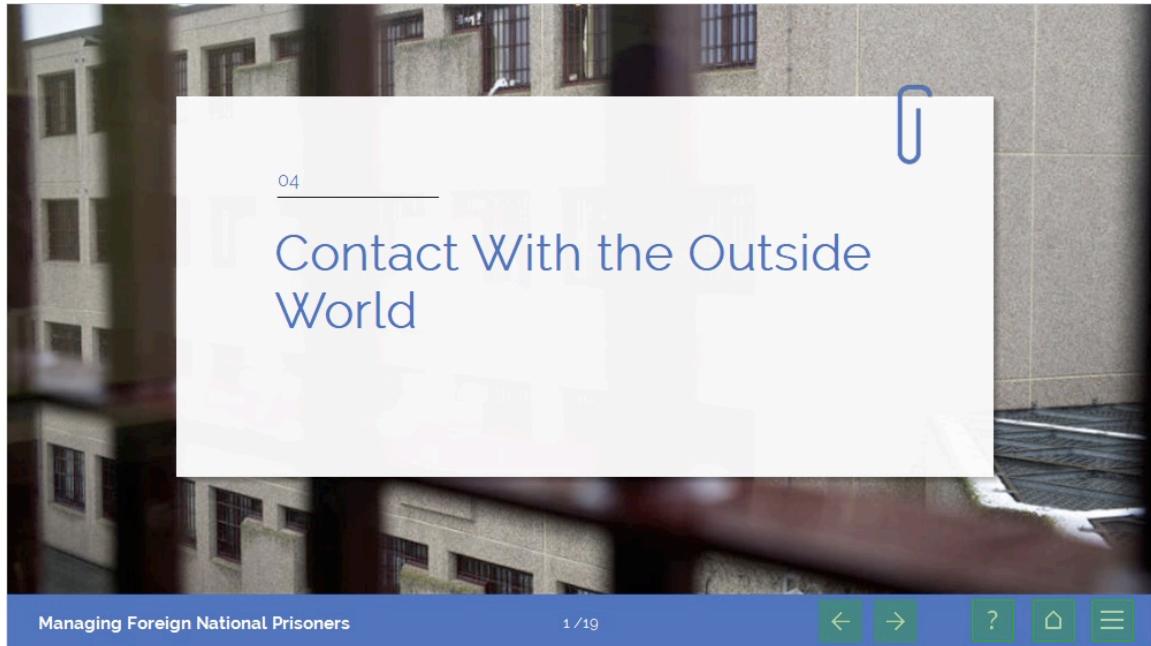 04
Contact With the Outside
World
Managing Foreign National Prisoners
1 /19
?